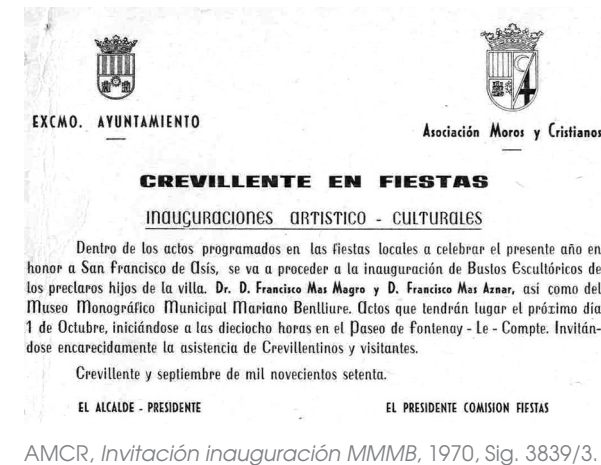 EXCMO. AYUNTAMIENTO
Asociación Moros y Cristianos
CREVILLENTE EN FIESTAS
INAUGURACIONES ARTISTICO - CULTURALES
Dentro de los actos programados en las fiestas locales a celebrar el presente año en
honor a San Francisco de Asís, se va a proceder a la inauguración de Bustos Escultóricos de
los preclaros hijos de la villa. Dr. D. Francisco Mas Magro y D. Francisco Mas Aznar, así como del
Museo Monográfico Municipal Mariano Benlliure. Actos que tendrán lugar el próximo día
1 de Octubre, iniciándose a las dieciocho horas en el Paseo de Fontenay - Le - Compte. Invitán-
dose encarecidamente la asistencia de Crevillentinos y visitantes.
Crevillente y septiembre de mil novecientos setenta.
EL ALCALDE - PRESIDENTE
EL PRESIDENTE COMISION FIESTAS
AMCR, Invitación inauguración MMMB, 1970, Sig. 3839/3.